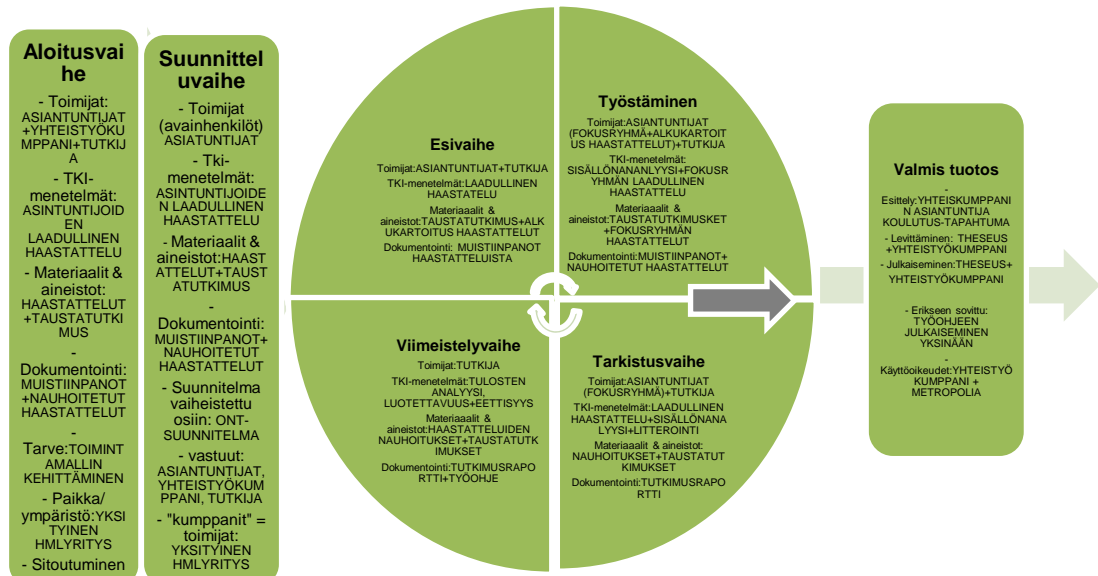 Aloitusvai
he
- Toimijat:
ASIANTUNTIJAT
+YHTEISTYÖKU
MPPANI+TUTKIJ
A
- TKI-
menetelmät:
ASINTUNTIJOID
EN
LAADULLINEN
HAASTATTELU
- Materiaalit &
aineistot:
HAASTATTELUT
+TAUSTATUTKI
MUS
-
Dokumentointi:
MUISTIINPANOT
+NAUHOITETUT
HAASTATTELUT
-
Tarve:TOIMINT
AMALLIN
KEHITTÄMINEN
- Paikka/
ympäristö:YKSI
TYINEN
HMLYRITYS
- Sitoutuminen
Suunnittel
uvaihe
- Toimijat
(avainhenkilöt)
ASIATUNTIJAT
- Tki-
menetelmät:
ASINTUNTIJOIDE
N LAADULLINEN
HAASTATTELU
- Materiaalit &
aineistot:HAAST
ATTELUT+TAUST
ATUTKIMUS
-
Dokumentointi:
MUISTIINPANOT+
NAUHOITETUT
HAASTATTELUT
- Suunnitelma
vaiheistettu
osiin: ONT-
SUUNNITELMA
- vastuut:
ASIANTUNTIJAT,
YHTEISTYÖKUM
PPANI, TUTKIJA
- "kumppanit" =
toimijat:
YKSITYINEN
HMLYRITYS
Esivaihe
Toimijat:ASIANTUNTIJAT+TUTKIJA
TKI-menetelmät:LAADULLINEN
HAASTATELU
Materiaaalit &
aineistot:TAUSTATUTKIMUS+ALK
UKARTOITUS HAASTATTELUT
Dokumentointi: MUISTIINPANOT
HAASTATTELUISTA
Työstäminen
Toimijat:ASIANTUNTIJAT
(FOKUSRYHMÄ+ALKUKARTOIT
US HAASTATTELUT)+TUTKIJA
TKI-menetelmät:
SISÄLLÖNANANLYYSI+FOKUSR
YHMÄN LAADULLINEN
HAASTATTELU
Materiaaalit &
aineistot:TAUSTATUTKIMUSKET
+FOKUSRYHMÄN
HAASTATTELUT
Dokumentointi:MUISTIINPANOT+
NAUHOITETUT HAASTATTELUT
Viimeistelyvaihe
Toimijat:TUTKIJA
TKI-menetelmät:TULOSTEN
ANALYYSI,
LUOTETTAVUUS+EETTISYYS
Materiaaalit &
aineistot:HAASTATTELUIDEN
NAUHOITUKSET+TAUSTATUTK
IMUKSET
Dokumentointi:TUTKIMUSRAPO
RTTI+TYÖOHJE
Tarkistusvaihe
Toimijat:ASIANTUNTIJAT
(FOKUSRYHMÄ)+TUTKIJA
TKI-menetelmät:LAADULLINEN
HAASTATTELU+SISÄLLÖNANA
LYYSI+LITTEROINTI
Materiaaalit & aineistot:
NAUHOITUKSET+TAUSTATUT
KIMUKSET
Dokumentointi:TUTKIMUSRAPO
RTTI
Valmis tuotos
-
Esittely:YHTEISKUMPPANI
N ASIANTUNTIJA
KOULUTUS-TAPAHTUMA
- Levittäminen: THESEUS
+YHTEISTYÖKUMPPANI
- Julkaiseminen:THESEUS+
YHTEISTYÖKUMPPANI
- Erikseen sovittu:
TYÖOHJEEN
JULKAISEMINEN
YKSINÄÄN
-
Käyttöoikeudet:YHTEISTYÖ
KUMPPANI +
METROPOLIA